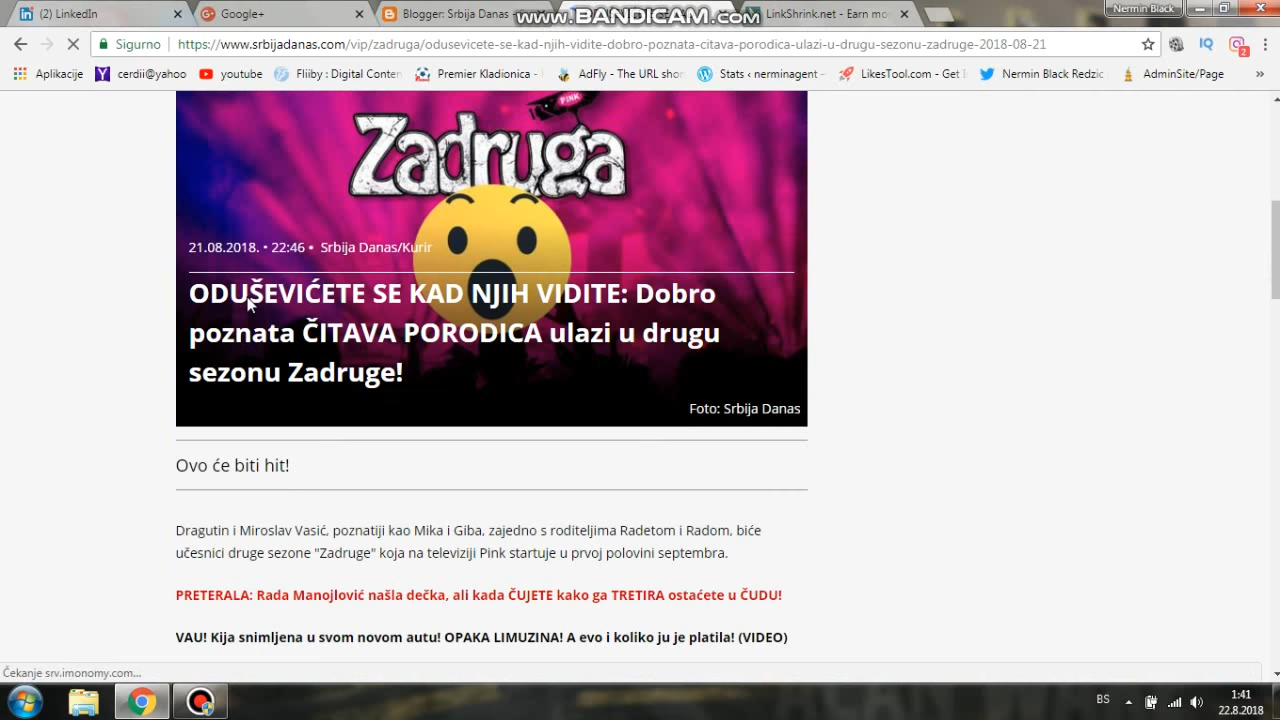 (2) LinkedIn
Google+
Blogger: Srbija Danas
www.BANDICAM.com
LinkShrink.net - Earn mo
Nermin Black
Sigurno
https://www.srbijadanas.com/vip/zadruga/odusevicete-se-kad-njih-vidite-dobro-poznata-citava-porodica-ulazi-u-drugu-sezonu-zadruge-2018-08-21
IQ
2
Aplikacije
cerdii@yahoo
youtube
Fliiby : Digital Conten
Premier Kladionica -
AdFly - The URL shor
Stats ‹ nerminagent
LikesTool.com - Get
Nermin Black Redzic
AdminSite/Page
»
PINK
Zadruga
21.08.2018. • 22:46 • Srbija Danas/Kurir
ODUŠEVIĆETE SE KAD NJIH VIDITE: Dobro
poznata ČITAVA PORODICA ulazi u drugu
sezonu Zadruge!
Foto: Srbija Danas
Ovo će biti hit!
Dragutin i Miroslav Vasić, poznatiji kao Mika i Giba, zajedno s roditeljima Radetom i Radom, biće
učesnici druge sezone "Zadruge" koja na televiziji Pink startuje u prvoj polovini septembra.
PRETERALA: Rada Manojlović našla dečka, ali kada ČUJETE kako ga TRETIRA ostaćete u ČUDU!
VAU! Kija snimljena u svom novom autu! OPAKA LIMUZINA! A evo i koliko ju je platila! (VIDEO)
Čekanje srv.imonomy.com...
BS
1:41
22.8.2018